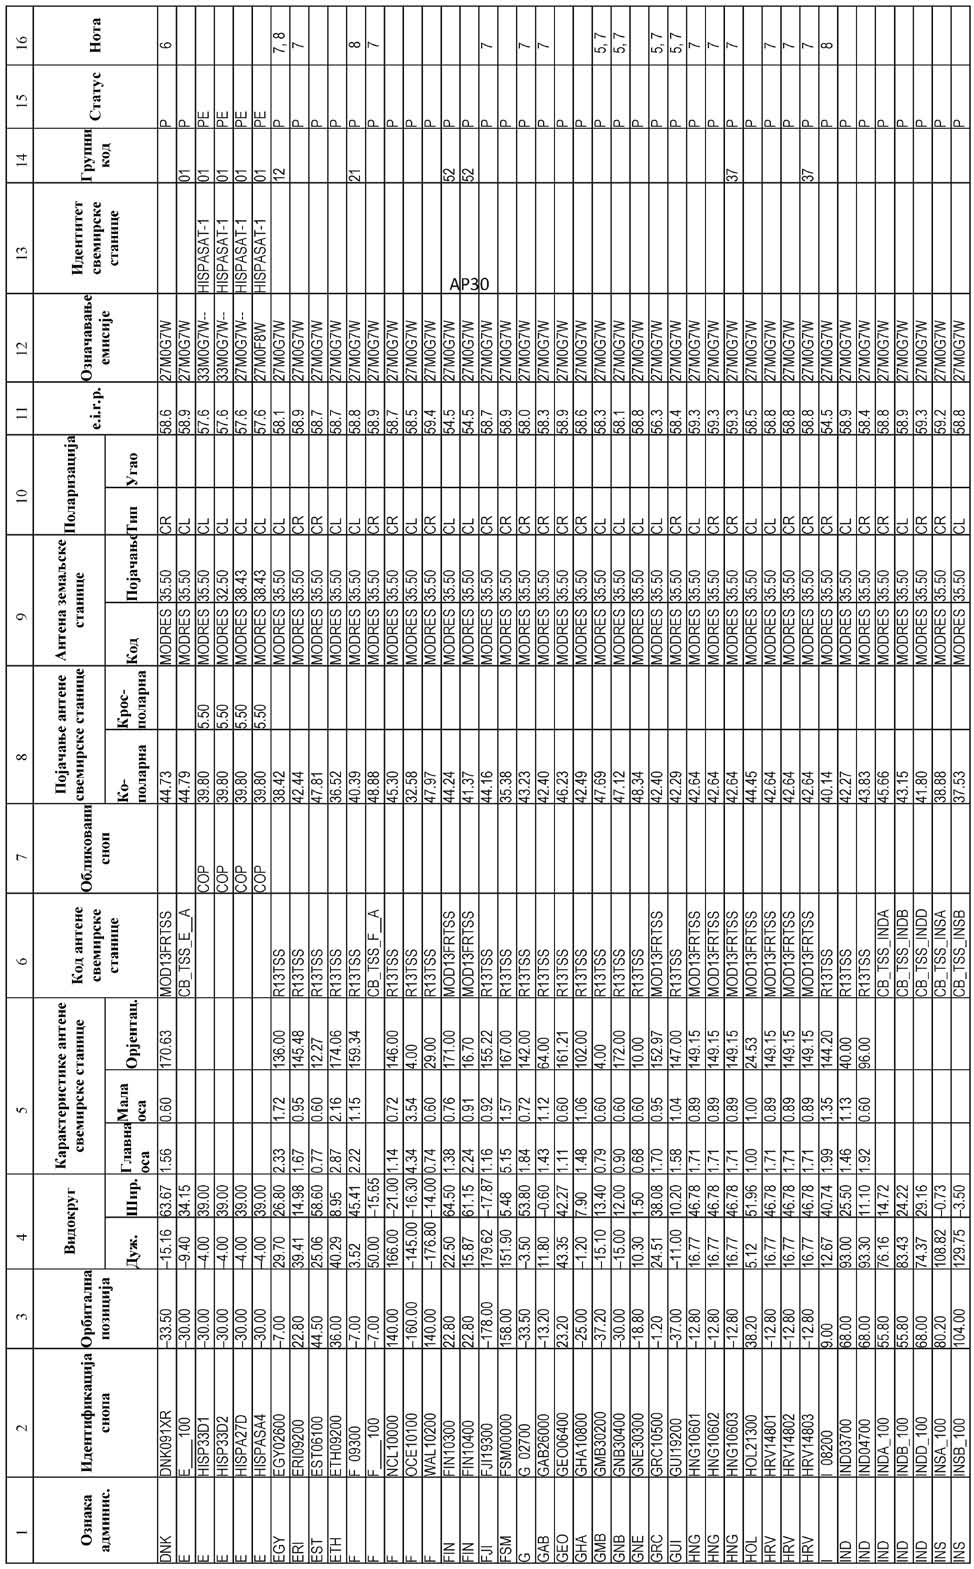 1 2 3 4 5 6 7 8 9 10 11 12 13 14 15 16
Ознака админис. Идентификација снопа Орбитална позиција Видокруг Карактеристике антене свемирске станице Код антене свемирске станице Обликовани сноп Појачање антене свемирске станице Антена земаљске станице Поларизација е.i.r.р. Означавање емисије Идентитет свемирске станице Групни код Статус Нота
Дуж. Шир. Главна оса Мала оса Орјентац. Ко-поларна Крос-поларна Код Појачање Тип Угао
DNK DNK091XR –33.50 –15.16 63.67 1.56 0.60 170.63 MOD13FRTSS 44.73 MODRES 35.50 CR 58.6 27M0G7W P 6
E E___100 –30.00 –9.40 34.15 CB_TSS_E__A 44.79 MODRES 35.50 CL 58.9 27M0G7W 01 P
E HISP33D1 –30.00 –4.00 39.00 COP 39.80 5.50 MODRES 35.50 CL 57.6 33M0G7W-- HISPASAT-1 01 PE
E HISP33D2 –30.00 –4.00 39.00 COP 39.80 5.50 MODRES 32.50 CL 57.6 33M0G7W-- HISPASAT-1 01 PE
E HISPA27D –30.00 –4.00 39.00 COP 39.80 5.50 MODRES 38.43 CL 57.6 27M0G7W-- HISPASAT-1 01 PE
E HISPASA4 –30.00 –4.00 39.00 COP 39.80 5.50 MODRES 38.43 CL 57.6 27M0F8W HISPASAT-1 01 PE
EGY EGY02600 –7.00 29.70 26.80 2.33 1.72 136.00 R13TSS 38.42 MODRES 35.50 CL 58.1 27M0G7W 12 P 7, 8
ERI ERI09200 22.80 39.41 14.98 1.67 0.95 145.48 R13TSS 42.44 MODRES 35.50 CR 58.9 27M0G7W P 7
EST EST06100 44.50 25.06 58.60 0.77 0.60 12.27 R13TSS 47.81 MODRES 35.50 CR 58.7 27M0G7W P
ETH ETH09200 36.00 40.29 8.95 2.87 2.16 174.06 R13TSS 36.52 MODRES 35.50 CL 58.7 27M0G7W P
F F_09300 –7.00 3.52 45.41 2.22 1.15 159.34 R13TSS 40.39 MODRES 35.50 CL 58.8 27M0G7W 21 P 8
F F___100 –7.00 50.00 –15.65 CB_TSS_F__A 48.88 MODRES 35.50 CR 58.9 27M0G7W P 7
F NCL10000 140.00 166.00 –21.00 1.14 0.72 146.00 R13TSS 45.30 MODRES 35.50 CR 58.7 27M0G7W P
F OCE10100 –160.00 –145.00 –16.30 4.34 3.54 4.00 R13TSS 32.58 MODRES 35.50 CL 58.5 27M0G7W P
F WAL10200 140.00 –176.80 –14.00 0.74 0.60 29.00 R13TSS 47.97 MODRES 35.50 CR 59.4 27M0G7W P
FIN FIN10300 22.80 22.50 64.50 1.38 0.76 171.00 MOD13FRTSS 44.24 MODRES 35.50 CL 54.5 27M0G7W 52 P
AP30
FIN FIN10400 22.80 15.87 61.15 2.24 0.91 16.70 MOD13FRTSS 41.37 MODRES 35.50 CL 54.5 27M0G7W 52 P
FJI FJI19300 –178.00 179.62 –17.87 1.16 0.92 155.22 R13TSS 44.16 MODRES 35.50 CR 58.7 27M0G7W P 7
FSM FSM00000 158.00 151.90 5.48 5.15 1.57 167.00 R13TSS 35.38 MODRES 35.50 CR 58.9 27M0G7W P
G G_02700 –33.50 –3.50 53.80 1.84 0.72 142.00 R13TSS 43.23 MODRES 35.50 CL 58.0 27M0G7W P 7
GAB GAB26000 –13.20 11.80 –0.60 1.43 1.12 64.00 R13TSS 42.40 MODRES 35.50 CL 58.3 27M0G7W P 7
GEO GEO06400 23.20 43.35 42.27 1.11 0.60 161.21 R13TSS 46.23 MODRES 35.50 CR 58.9 27M0G7W P
GHA GHA10800 –25.00 –1.20 7.90 1.48 1.06 102.00 R13TSS 42.49 MODRES 35.50 CR 58.6 27M0G7W P
GMB GMB30200 –37.20 –15.10 13.40 0.79 0.60 4.00 R13TSS 47.69 MODRES 35.50 CL 58.3 27M0G7W P 5, 7
GNB GNB30400 –30.00 –15.00 12.00 0.90 0.60 172.00 R13TSS 47.12 MODRES 35.50 CL 58.1 27M0G7W P 5, 7
GNE GNE30300 –18.80 10.30 1.50 0.68 0.60 10.00 R13TSS 48.34 MODRES 35.50 CR 58.8 27M0G7W P
GRC GRC10500 –1.20 24.51 38.08 1.70 0.95 152.97 MOD13FRTSS 42.40 MODRES 35.50 CL 56.3 27M0G7W P 5, 7
GUI GUI19200 –37.00 –11.00 10.20 1.58 1.04 147.00 R13TSS 42.29 MODRES 35.50 CR 58.4 27M0G7W P 5, 7
HNG HNG10601 –12.80 16.77 46.78 1.71 0.89 149.15 MOD13FRTSS 42.64 MODRES 35.50 CL 59.3 27M0G7W P 7
HNG HNG10602 –12.80 16.77 46.78 1.71 0.89 149.15 MOD13FRTSS 42.64 MODRES 35.50 CR 59.3 27M0G7W P 7
HNG HNG10603 –12.80 16.77 46.78 1.71 0.89 149.15 MOD13FRTSS 42.64 MODRES 35.50 CR 59.3 27M0G7W 37 P 7
HOL HOL21300 38.20 5.12 51.96 1.00 1.00 24.53 MOD13FRTSS 44.45 MODRES 35.50 CL 58.5 27M0G7W P
HRV HRV14801 –12.80 16.77 46.78 1.71 0.89 149.15 MOD13FRTSS 42.64 MODRES 35.50 CL 58.8 27M0G7W P 7
HRV HRV14802 –12.80 16.77 46.78 1.71 0.89 149.15 MOD13FRTSS 42.64 MODRES 35.50 CR 58.8 27M0G7W P 7
HRV HRV14803 –12.80 16.77 46.78 1.71 0.89 149.15 MOD13FRTSS 42.64 MODRES 35.50 CR 58.8 27M0G7W 37 P 7
I I_08200 9.00 12.67 40.74 1.99 1.35 144.20 R13TSS 40.14 MODRES 35.50 CR 54.5 27M0G7W P 8
IND IND03700 68.00 93.00 25.50 1.46 1.13 40.00 R13TSS 42.27 MODRES 35.50 CL 58.9 27M0G7W P
IND IND04700 68.00 93.30 11.10 1.92 0.60 96.00 R13TSS 43.83 MODRES 35.50 CL 58.4 27M0G7W P
IND INDA_100 55.80 76.16 14.72 CB_TSS_INDA 45.66 MODRES 35.50 CR 58.8 27M0G7W P
IND INDB_100 55.80 83.43 24.22 CB_TSS_INDB 43.15 MODRES 35.50 CL 58.9 27M0G7W P
IND INDD_100 68.00 74.37 29.16 CB_TSS_INDD 41.80 MODRES 35.50 CR 59.3 27M0G7W P
INS INSA_100 80.20 108.82 –0.73 CB_TSS_INSA 38.88 MODRES 35.50 CR 59.2 27M0G7W P
INS INSB_100 104.00 129.75 –3.50 CB_TSS_INSB 37.53 MODRES 35.50 CL 58.8 27M0G7W P